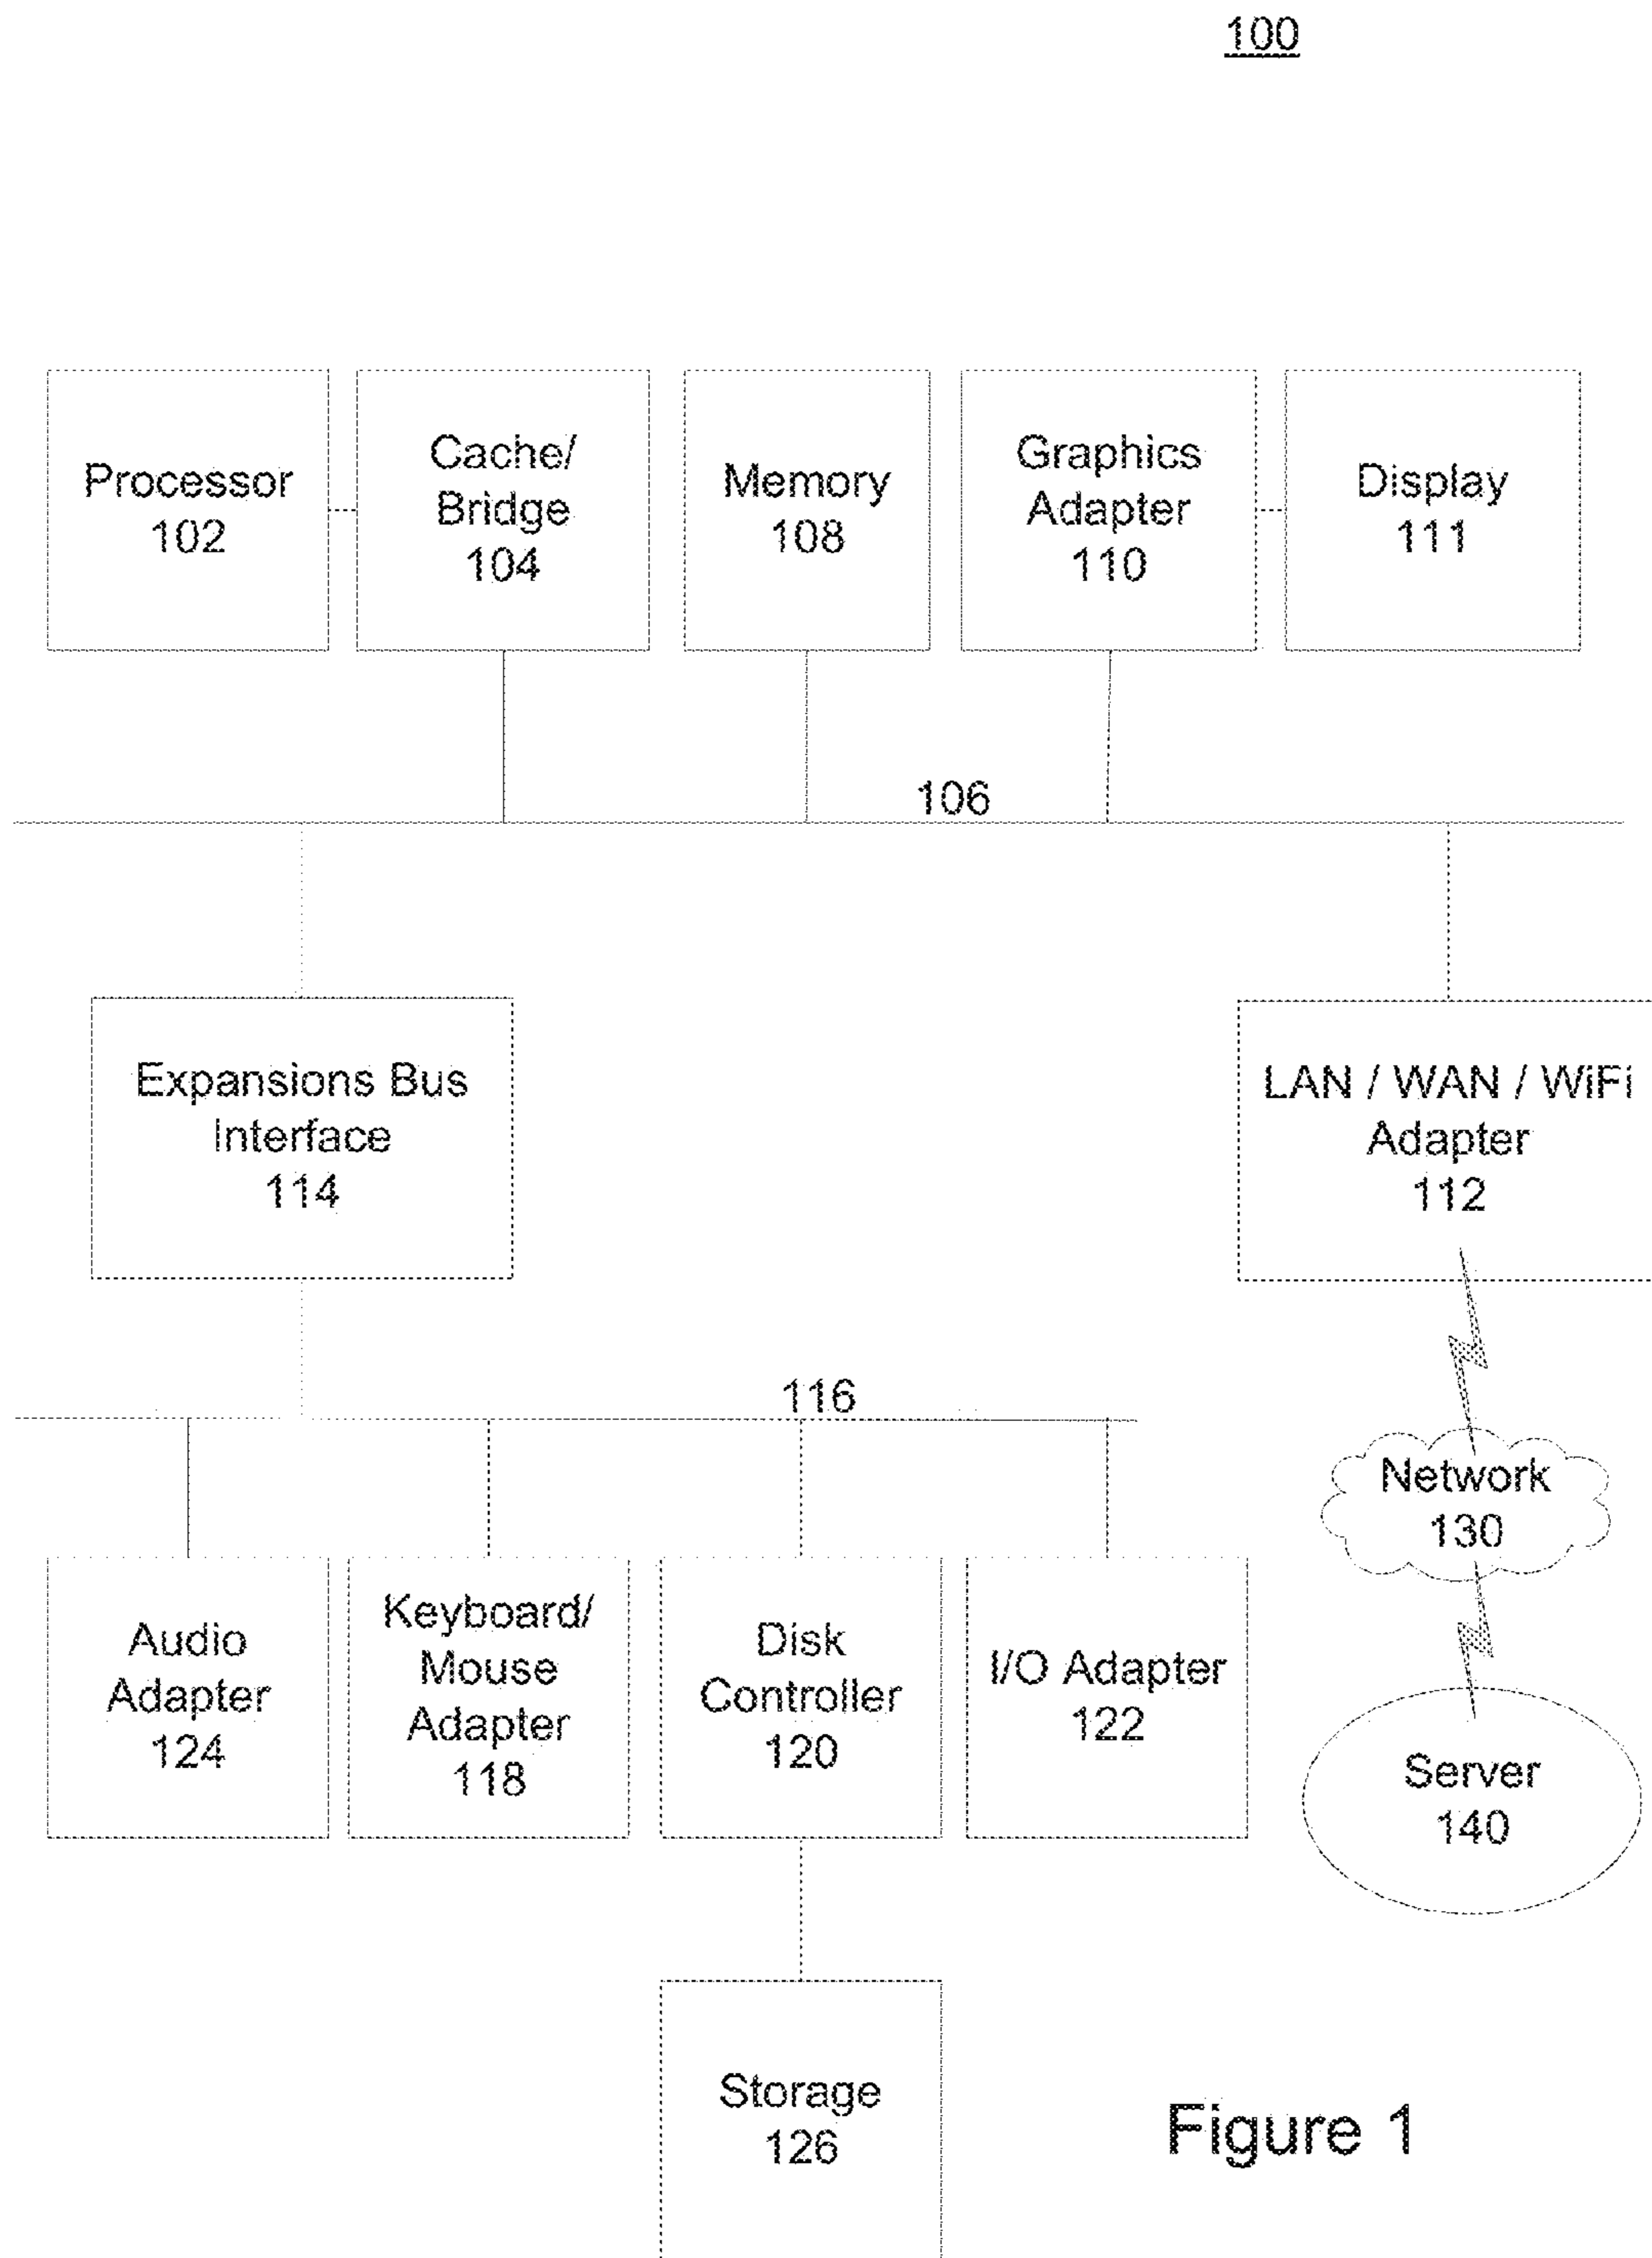 100
Processor
102
Cache/
Bridge
104
Memory
108
Graphics
Adapter
110
Display
111
106
Expansions Bus
Interface
114
LAN / WAN / WiFi
Adapter
112
116
Network
130
Audio
Adapter
124
Keyboard/
Mouse
Adapter
118
Disk
Controller
120
I/O Adapter
122
Server
140
Storage
126
Figure 1